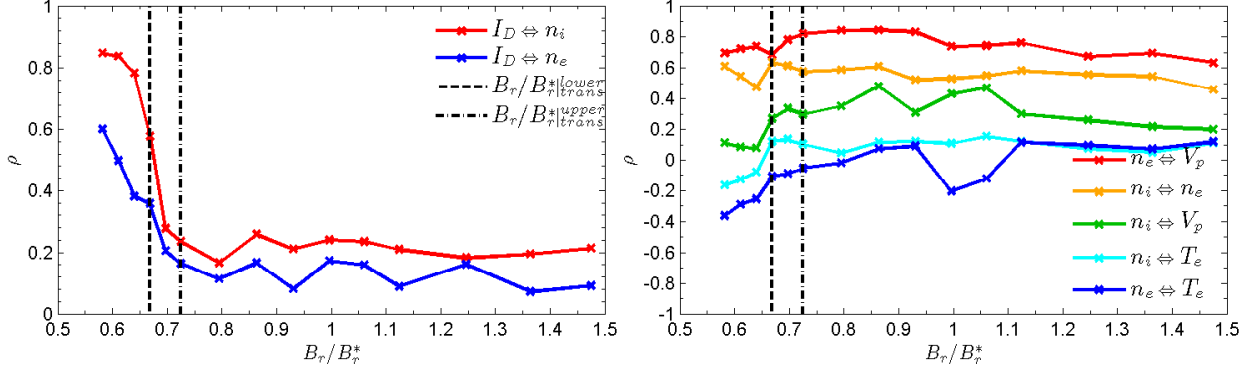 1
0.8
0.6
0.4
0.2
0
ρ
0.5 0.6 0.7 0.8 0.9 1 1.1 1.2 1.3 1.4 1.5
B_r/B_r^*
I_D ⇔ n_i
I_D ⇔ n_e
B_r/B_r^*|_{trans}^{lower}
B_r/B_r^*|_{trans}^{upper}
1
0.8
0.6
0.4
0.2
0
-0.2
-0.4
-0.6
-0.8
-1
ρ
0.5 0.6 0.7 0.8 0.9 1 1.1 1.2 1.3 1.4 1.5
B_r/B_r^*
n_e ⇔ V_p
n_i ⇔ n_e
n_i ⇔ V_p
n_i ⇔ T_e
n_e ⇔ T_e